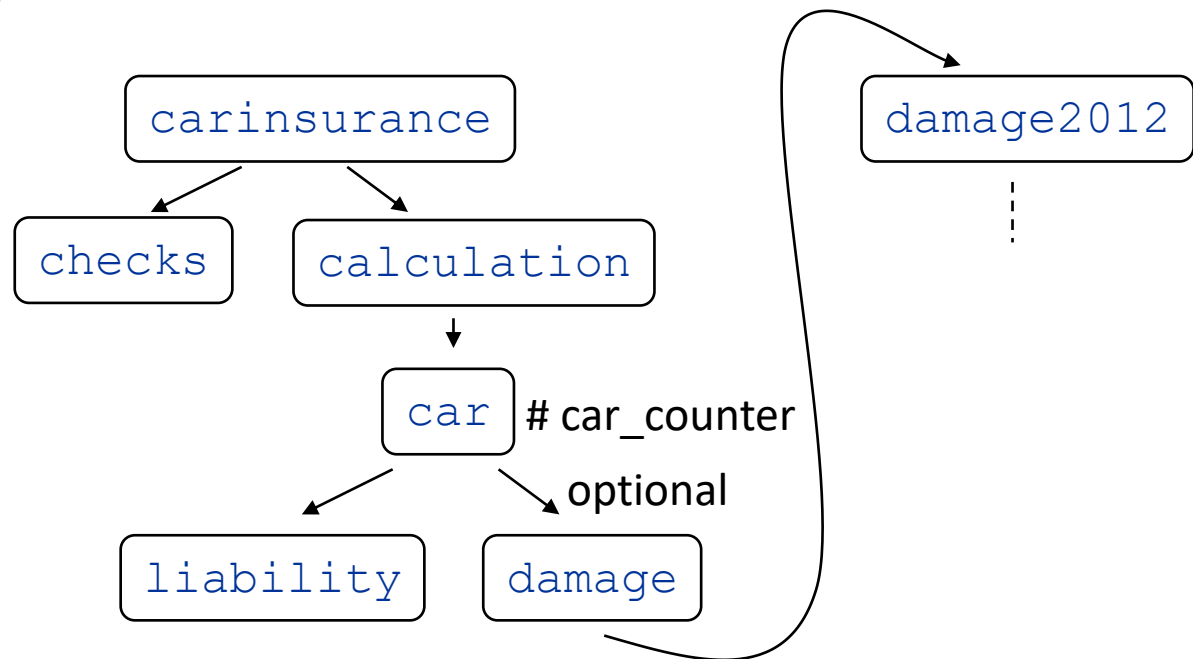 carinsurance
damage2012
checks
calculation
car
# car_counter
optional
liability
damage